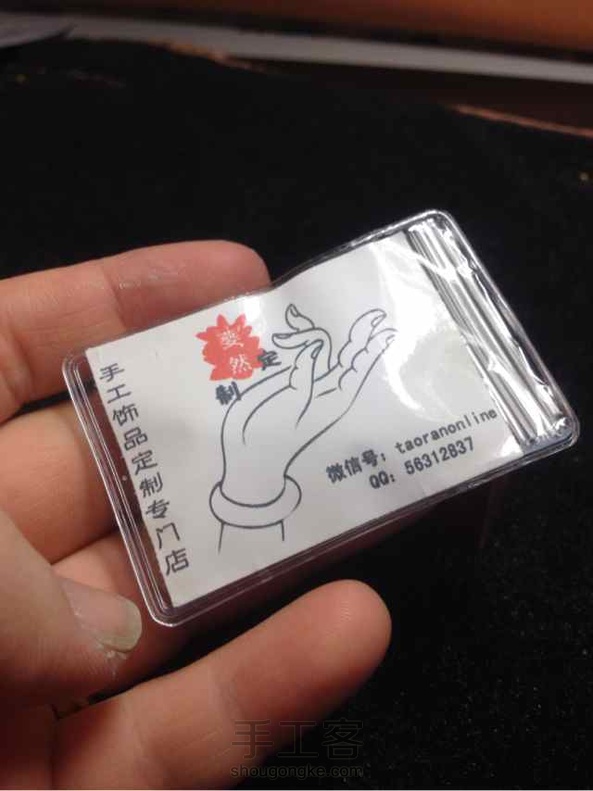 手工饰品定制专门店
然
定
制
微信号：taoranonline
QQ：56312837
手工客
shougongke.com